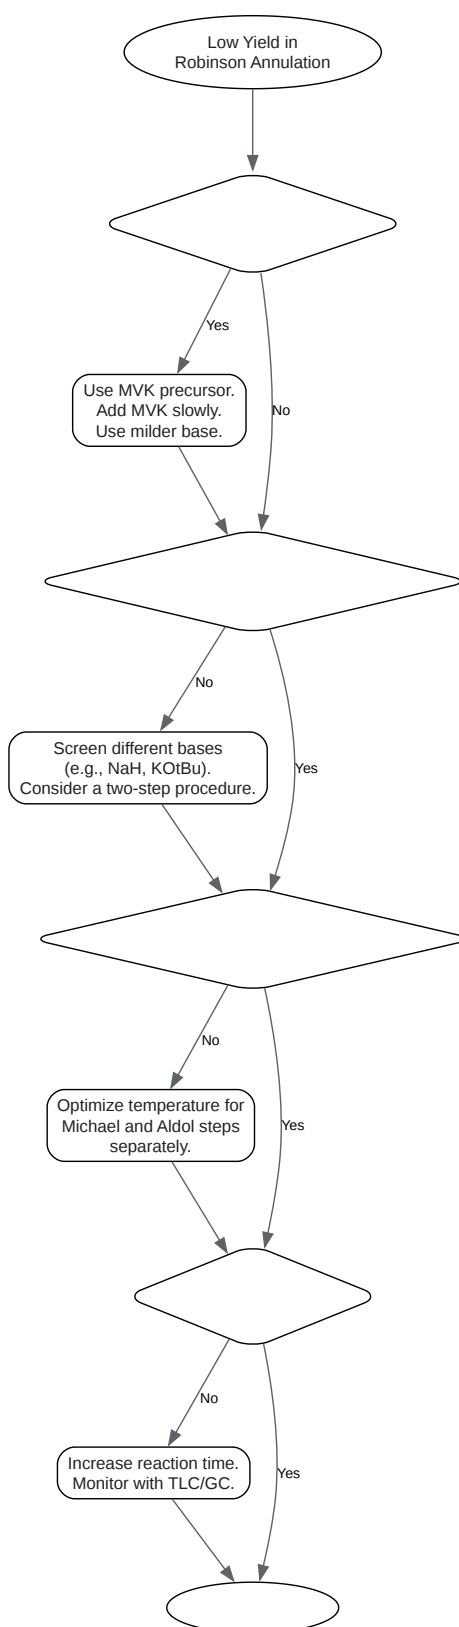 Low Yield in
Robinson Annulation
Yes
Use MVK precursor.
Add MVK slowly.
Use milder base.
No
No
Screen different bases
(e.g., NaH, KOtBu).
Consider a two-step procedure.
Yes
No
Optimize temperature for
Michael and Aldol steps
separately.
Yes
No
Increase reaction time.
Monitor with TLC/GC.
Yes